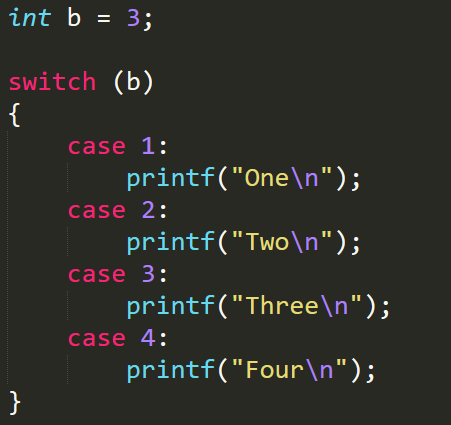 int b = 3;
switch (b)
{
case 1:
printf("One\n");
case 2:
printf("Two\n");
case 3:
printf("Three\n");
case 4:
printf("Four\n");
}